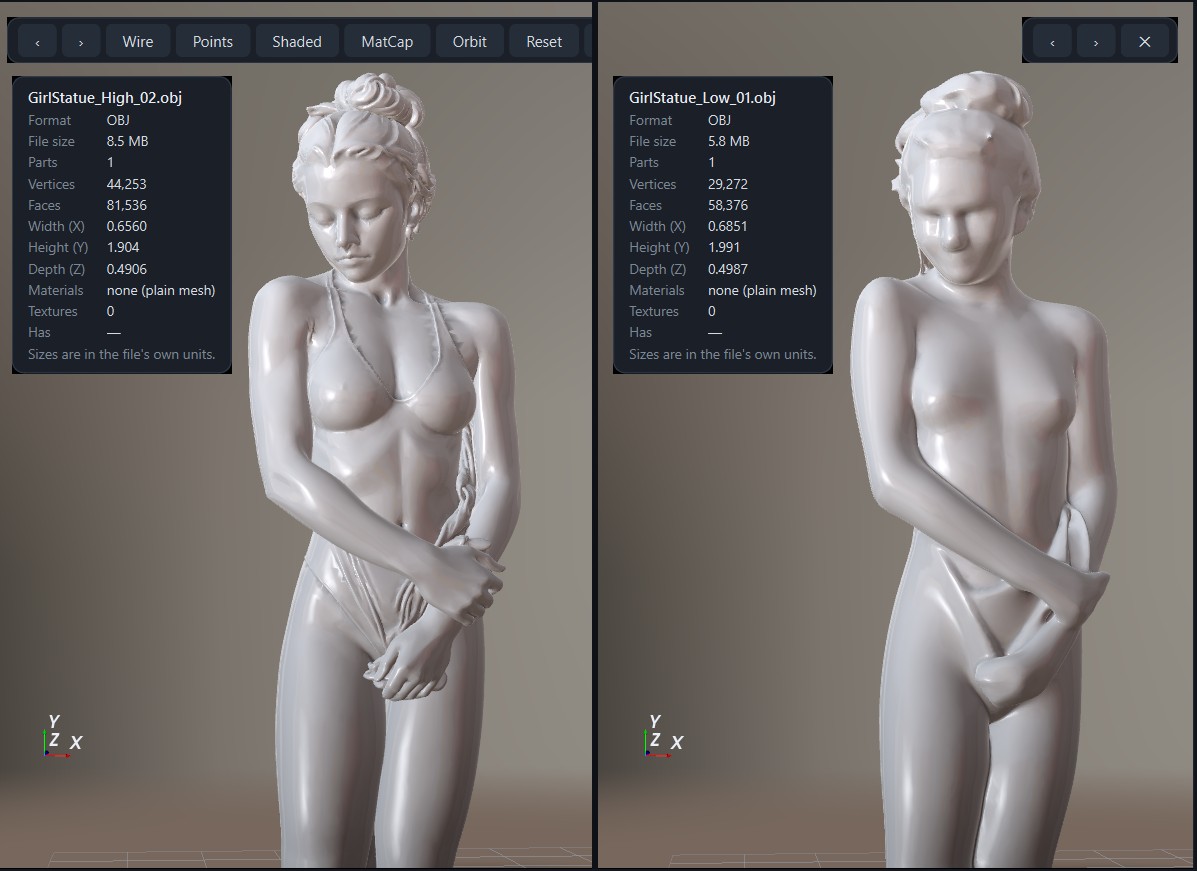 ‹ › Wire Points Shaded MatCap Orbit Reset
GirlStatue_High_02.obj
Format OBJ
File size 8.5 MB
Parts 1
Vertices 44,253
Faces 81,536
Width (X) 0.6560
Height (Y) 1.904
Depth (Z) 0.4906
Materials none (plain mesh)
Textures 0
Has —
Sizes are in the file's own units.
Y
Z X
‹ › ×
GirlStatue_Low_01.obj
Format OBJ
File size 5.8 MB
Parts 1
Vertices 29,272
Faces 58,376
Width (X) 0.6851
Height (Y) 1.991
Depth (Z) 0.4987
Materials none (plain mesh)
Textures 0
Has —
Sizes are in the file's own units.
Y
Z X